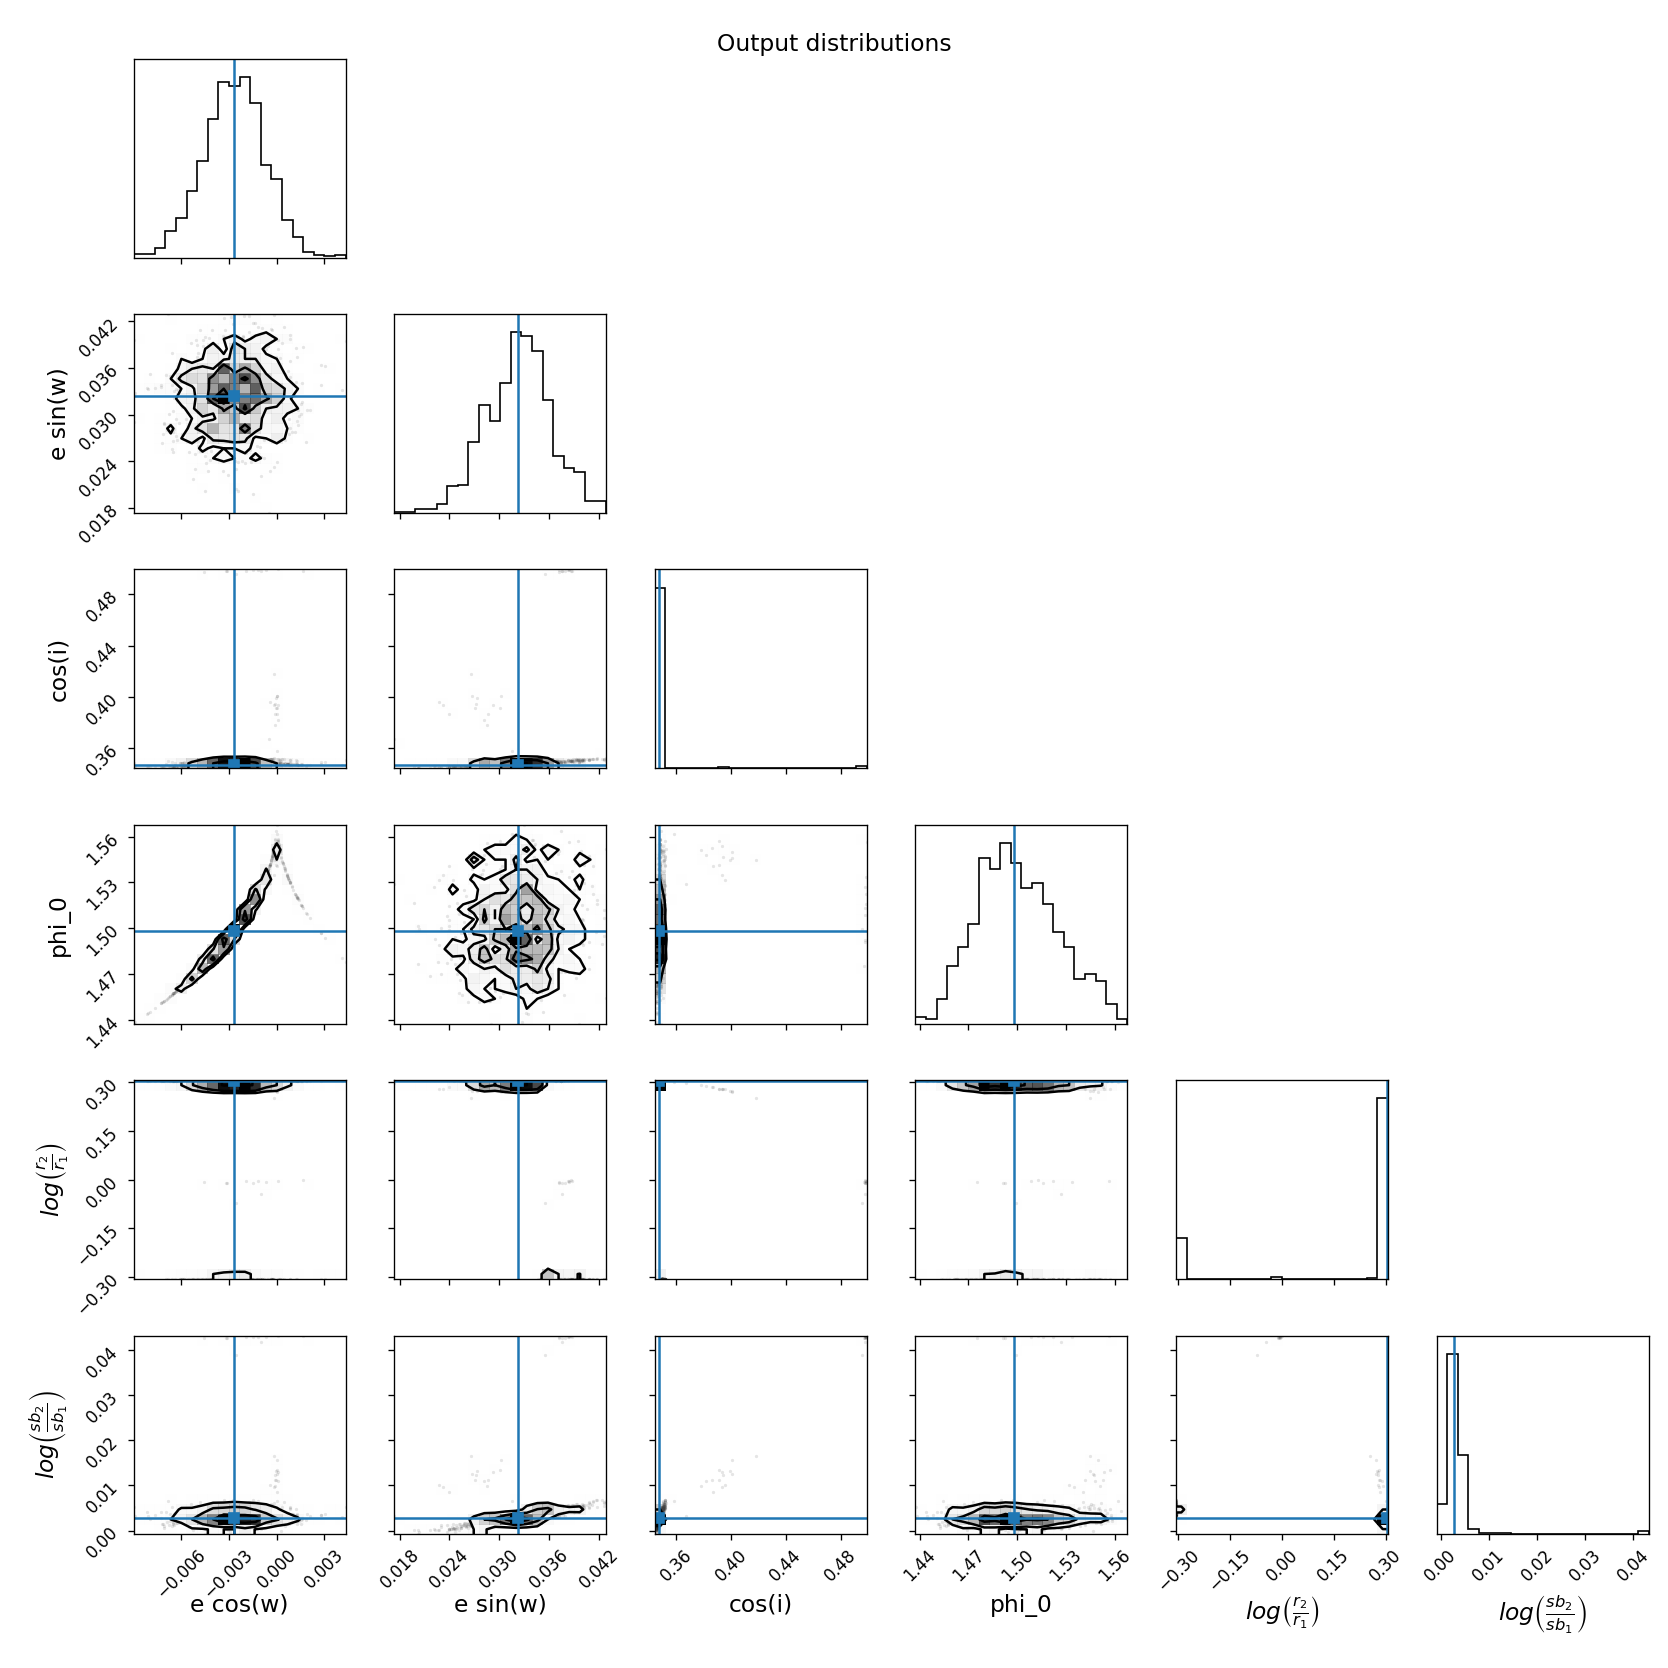 Output distributions
e sin(w)
0.042
0.036
0.030
0.024
0.018
cos(i)
0.48
0.44
0.40
0.36
phi_0
1.56
1.53
1.50
1.47
1.44
log(r₂/r₁)
0.30
0.15
0.00
−0.15
−0.30
log(sb₂/sb₁)
0.04
0.03
0.02
0.01
0.00
−0.006 −0.003 0.000 0.003
0.018 0.024 0.030 0.036 0.042
0.36 0.40 0.44 0.48
1.44 1.47 1.50 1.53 1.56
−0.30 −0.15 0.00 0.15 0.30
0.00 0.01 0.02 0.03 0.04
e cos(w)
e sin(w)
cos(i)
phi_0
log(r₂/r₁)
log(sb₂/sb₁)